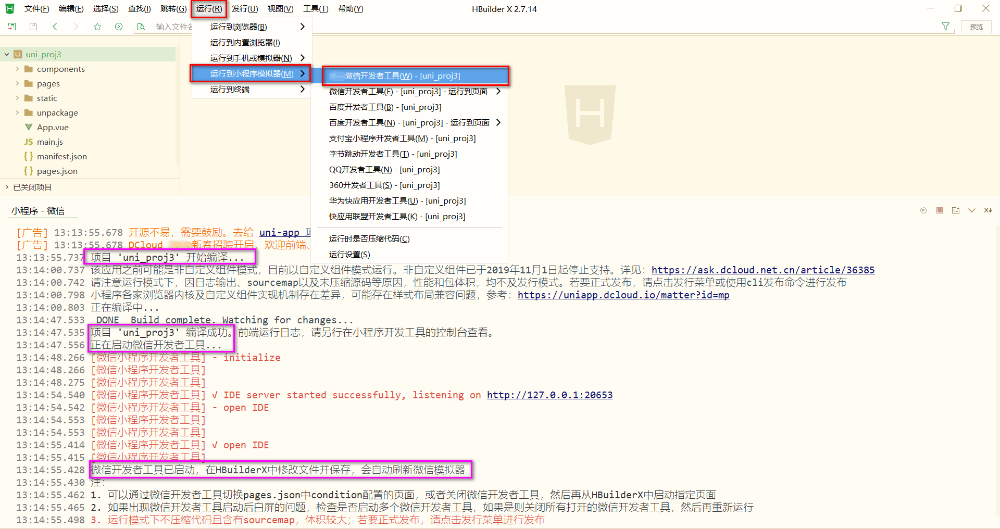 文件(F) 编辑(E) 选择(S) 查找(I) 跳转(G) 运行(R) 发行(U) 视图(V) 工具(T) 帮助(Y)
HBuilder X 2.7.14
输入文件名
预览
运行到浏览器(B)
运行到内置浏览器(I)
运行到手机或模拟器(N)
运行到小程序模拟器(M)
运行到终端
微信开发者工具(W) - [uni_proj3]
微信开发者工具(E) - [uni_proj3] - 运行到页面
百度开发者工具(B) - [uni_proj3]
百度开发者工具(N) - [uni_proj3] - 运行到页面
支付宝小程序开发者工具(M) - [uni_proj3]
字节跳动开发者工具(T) - [uni_proj3]
QQ开发者工具(N) - [uni_proj3]
360开发者工具(S) - [uni_proj3]
华为快应用开发者工具(U) - [uni_proj3]
快应用联盟开发者工具(K) - [uni_proj3]
运行时是否压缩代码(C)
运行设置(S)
uni_proj3
components
pages
static
unpackage
App.vue
JS main.js
{ } manifest.json
{ } pages.json
已关闭项目
小程序 - 微信
[广告] 13:13:55.678 开源不易，需要鼓励。去给 uni-app
[广告] 13:13:55.678 DCloud 新春招聘开启，欢迎前端、
13:13:55.737 项目 'uni_proj3' 开始编译...
13:14:00.737 该应用之前可能是非自定义组件模式，目前以自定义组件模式运行。非自定义组件已于2019年11月1日起停止支持。详见：https://ask.dcloud.net.cn/article/36385
13:14:00.742 请注意运行模式下，因日志输出、sourcemap以及未压缩源码等原因，性能和包体积，均不及发行模式。若要正式发布，请点击发行菜单或使用cli发布命令进行发布
13:14:00.798 小程序各家浏览器内核及自定义组件实现机制存在差异，可能存在样式布局兼容问题，参考：https://uniapp.dcloud.io/matter?id=mp
13:14:00.803 正在编译中...
13:14:47.533 DONE Build complete. Watching for changes...
13:14:47.535 项目 'uni_proj3' 编译成功。前端运行日志，请另行在小程序开发工具的控制台查看。
13:14:47.556 正在启动微信开发者工具...
13:14:48.266 [微信小程序开发者工具] - initialize
13:14:48.266 [微信小程序开发者工具]
13:14:48.275 [微信小程序开发者工具]
13:14:54.540 [微信小程序开发者工具] √ IDE server started successfully, listening on http://127.0.0.1:20653
13:14:54.542 [微信小程序开发者工具] - open IDE
13:14:54.553 [微信小程序开发者工具]
13:14:54.553 [微信小程序开发者工具]
13:14:55.414 [微信小程序开发者工具] √ open IDE
13:14:55.415 [微信小程序开发者工具]
13:14:55.428 微信开发者工具已启动，在HBuilderX中修改文件并保存，会自动刷新微信模拟器
13:14:55.430 注：
13:14:55.462 1. 可以通过微信开发者工具切换pages.json中condition配置的页面，或者关闭微信开发者工具，然后再从HBuilderX中启动指定页面
13:14:55.465 2. 如果出现微信开发者工具启动后白屏的问题，检查是否启动多个微信开发者工具，如果是则关闭所有打开的微信开发者工具，然后再重新运行
13:14:55.498 3. 运行模式下不压缩代码且含有sourcemap，体积较大；若要正式发布，请点击发行菜单进行发布